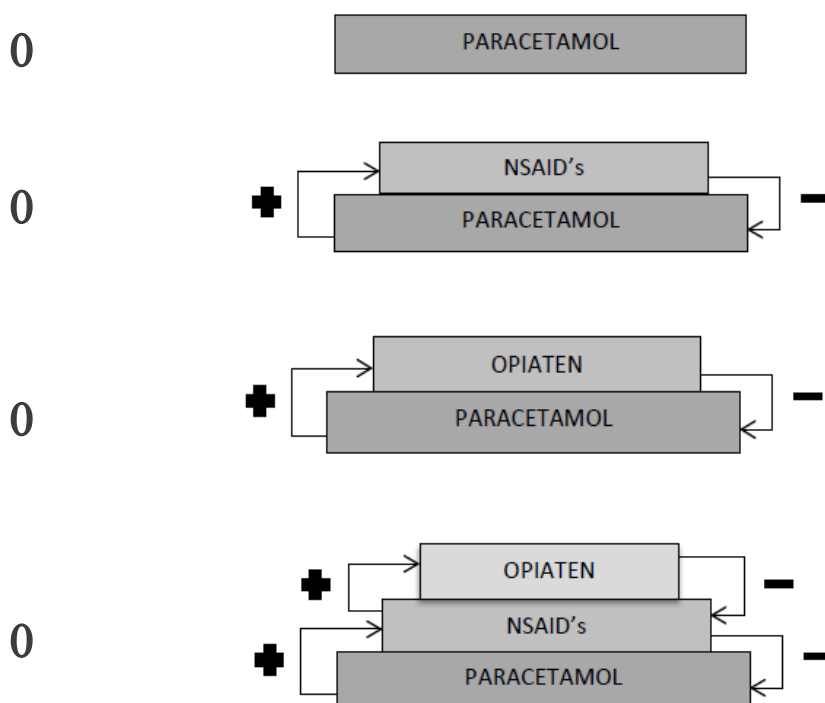 0 PARACETAMOL
+ NSAID's -
0 PARACETAMOL
+ OPIATEN -
0 PARACETAMOL
+ OPIATEN -
+ NSAID's -
0 PARACETAMOL